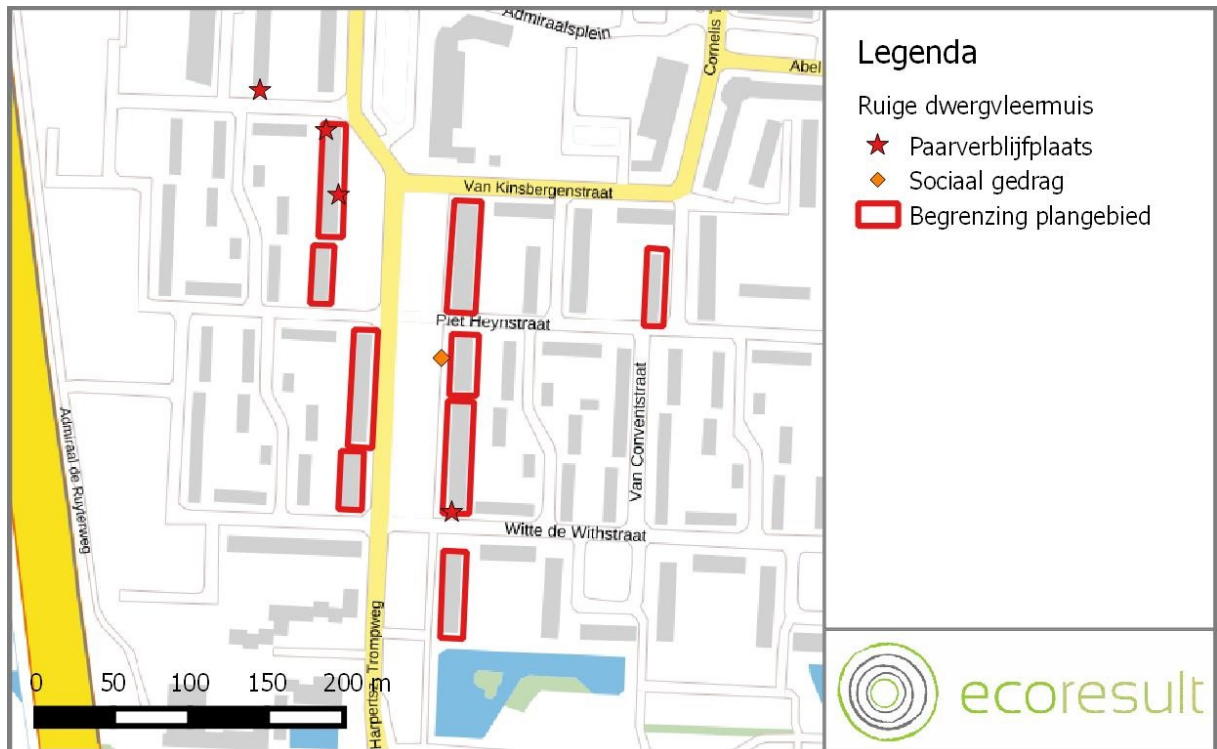 Admiraalsplein
Cornelis T
Abel
Van Kinsbergenstraat
Piet Heynstraat
Van Conventstraat
Admiraal de Ruyterweg
Witte de Withstraat
Harpertsz. Trompweg
0 50 100 150 200 m
Legenda
Ruige dwergvleermuis
Paarverblijfplaats
Sociaal gedrag
Begrenzing plangebied
ecoresult